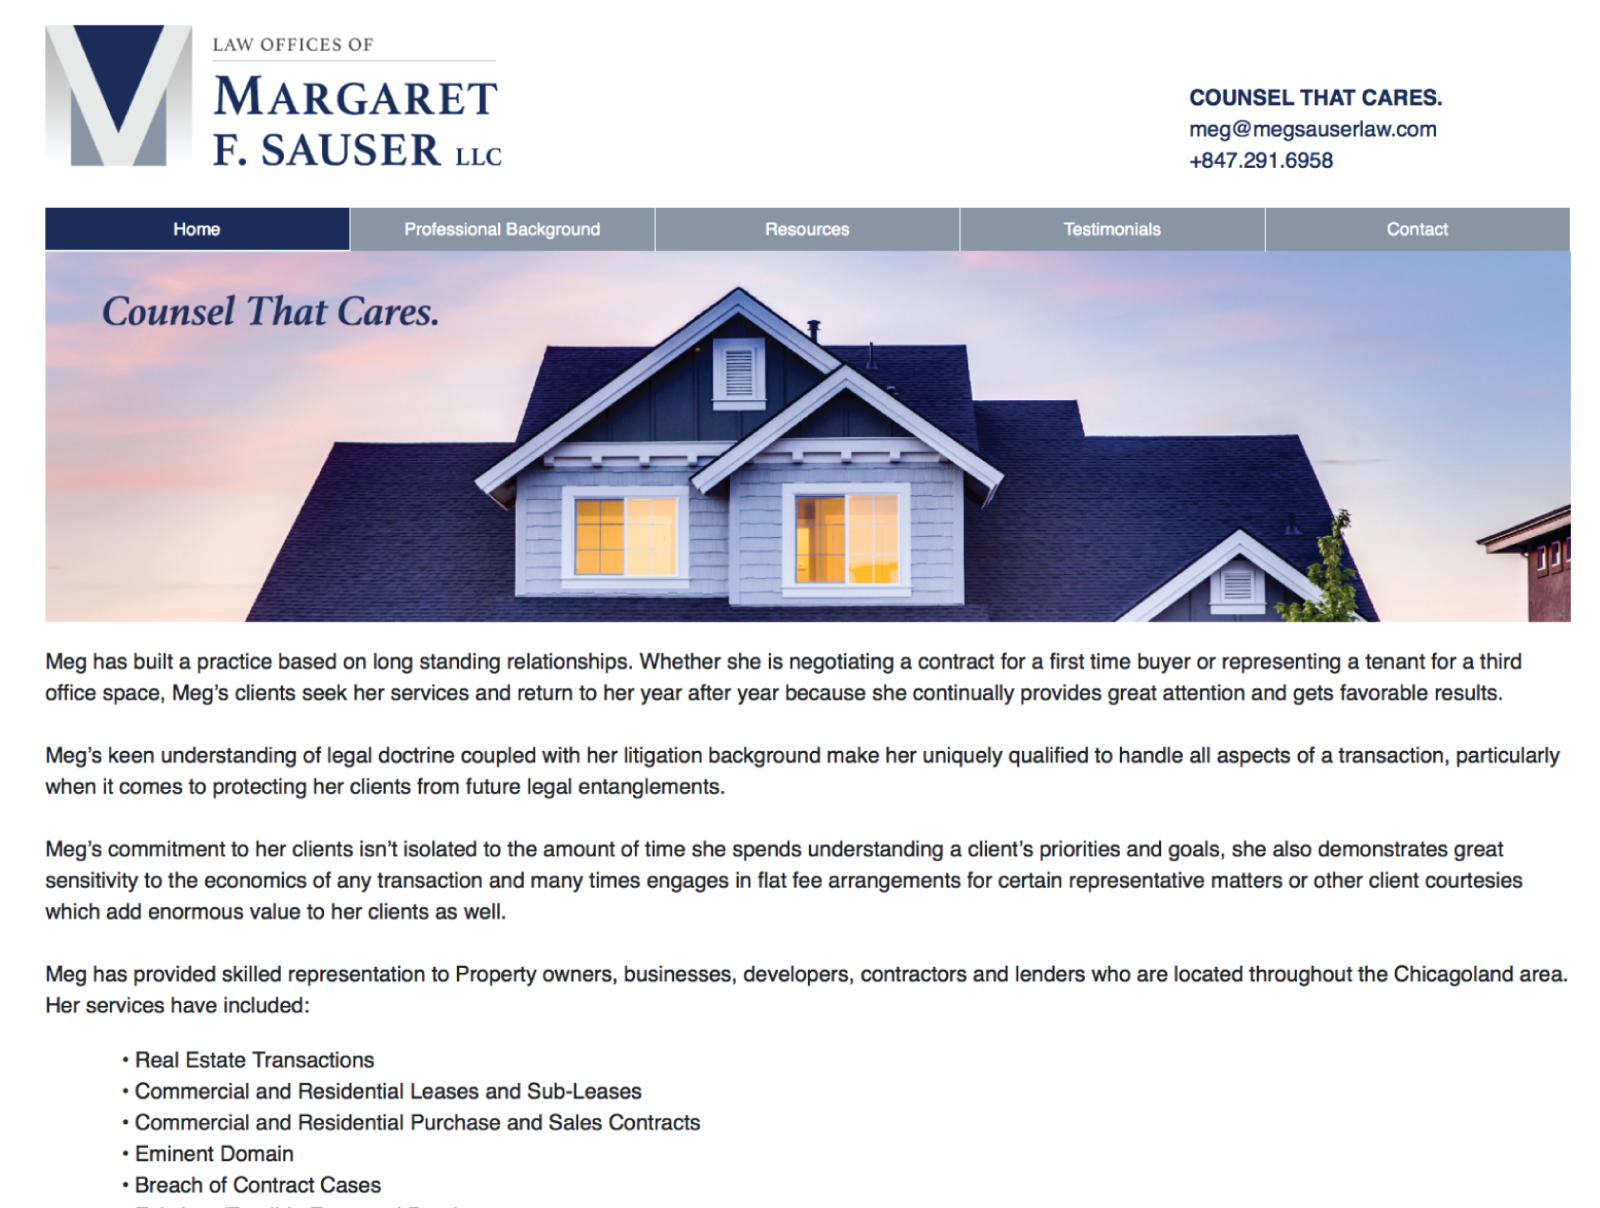 LAW OFFICES OF
MARGARET
F. SAUSER LLC
COUNSEL THAT CARES.
meg@megsauserlaw.com
+847.291.6958
Home
Professional Background
Resources
Testimonials
Contact
Counsel That Cares.
Meg has built a practice based on long standing relationships. Whether she is negotiating a contract for a first time buyer or representing a tenant for a third
office space, Meg’s clients seek her services and return to her year after year because she continually provides great attention and gets favorable results.
Meg’s keen understanding of legal doctrine coupled with her litigation background make her uniquely qualified to handle all aspects of a transaction, particularly
when it comes to protecting her clients from future legal entanglements.
Meg’s commitment to her clients isn’t isolated to the amount of time she spends understanding a client’s priorities and goals, she also demonstrates great
sensitivity to the economics of any transaction and many times engages in flat fee arrangements for certain representative matters or other client courtesies
which add enormous value to her clients as well.
Meg has provided skilled representation to Property owners, businesses, developers, contractors and lenders who are located throughout the Chicagoland area.
Her services have included:
• Real Estate Transactions
• Commercial and Residential Leases and Sub-Leases
• Commercial and Residential Purchase and Sales Contracts
• Eminent Domain
• Breach of Contract Cases